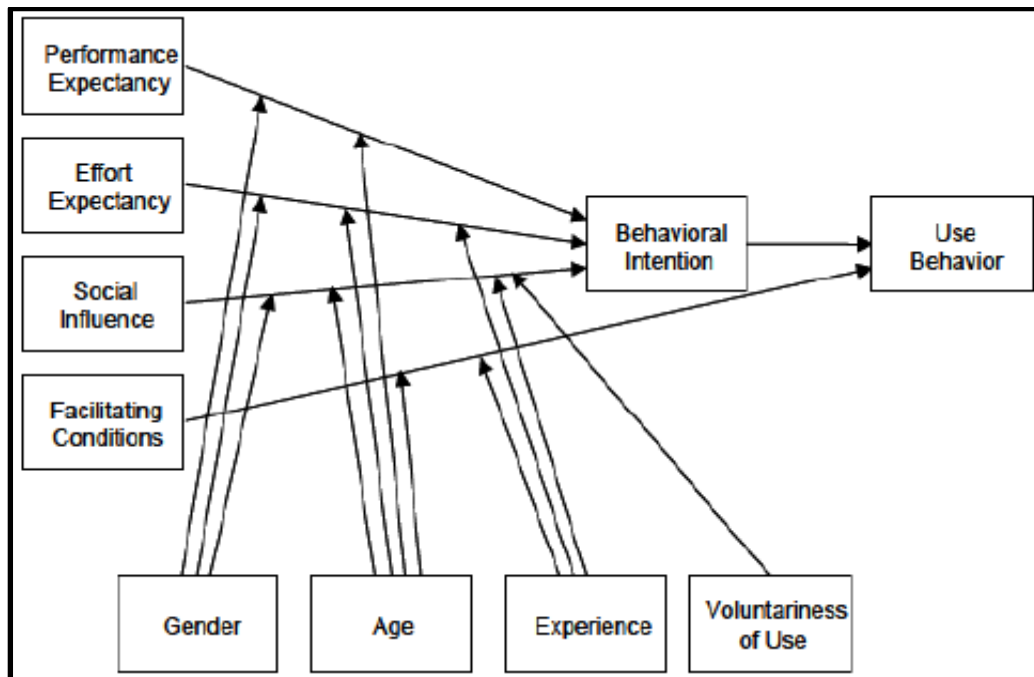 Performance
Expectancy
Effort
Expectancy
Social
Influence
Facilitating
Conditions
Behavioral
Intention
Use
Behavior
Gender
Age
Experience
Voluntariness
of Use